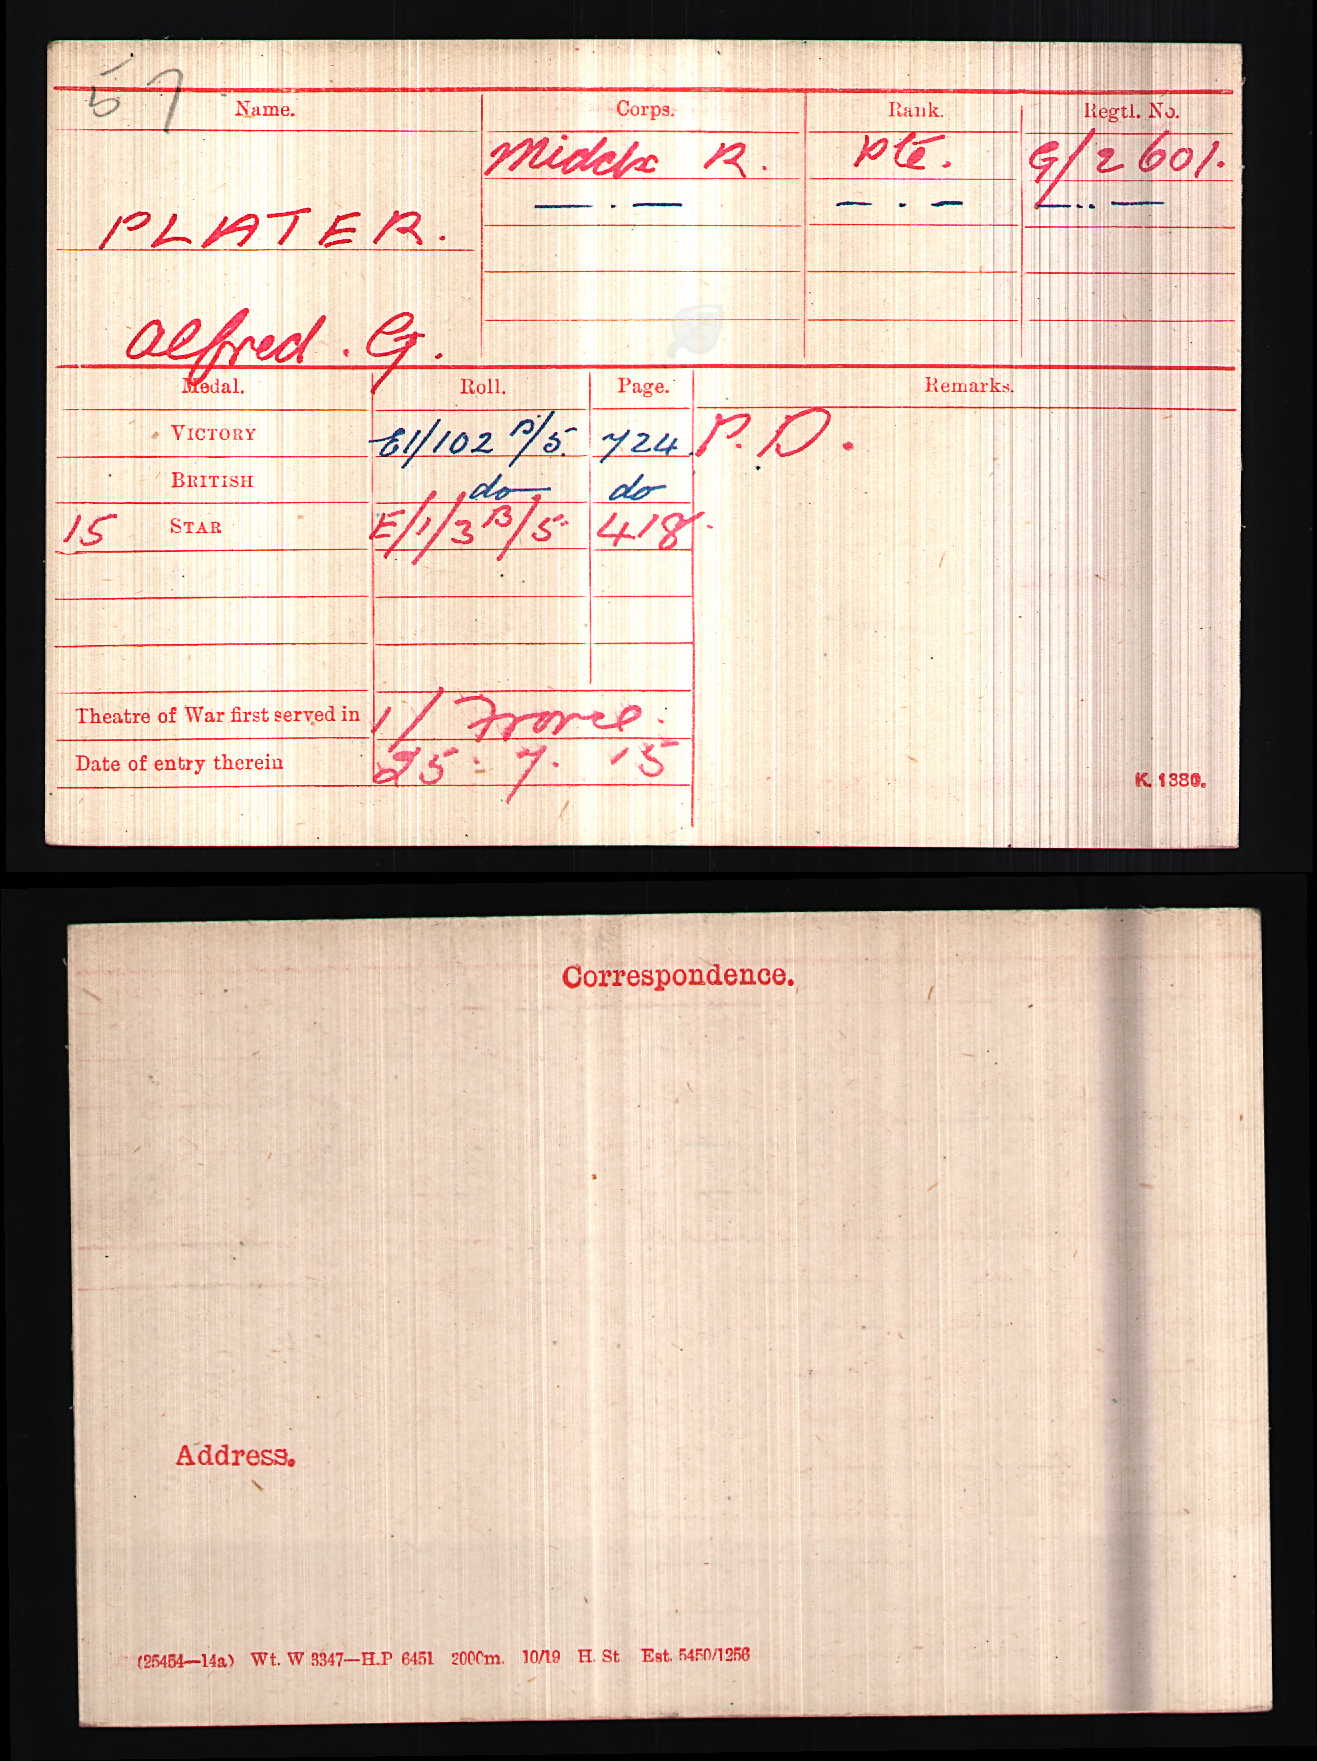 57
Name. Corps. Rank. Regtl. No.
PLATER. Middx R. Pte. G/2601.
— . — — . — — .. —
Alfred . G.
Medal. Roll. Page. Remarks.
VICTORY E1/102 B/5. 724. P. D.
BRITISH do do
15 STAR E/1/3 B/5. 418.
Theatre of War first served in 1/ France.
Date of entry therein 25. 7. 15
K. 1380.
Correspondence.
Address.
(25454—14a) Wt. W 3347—H.P 6451 2000m. 10/19 H. St Est. 5450/1256